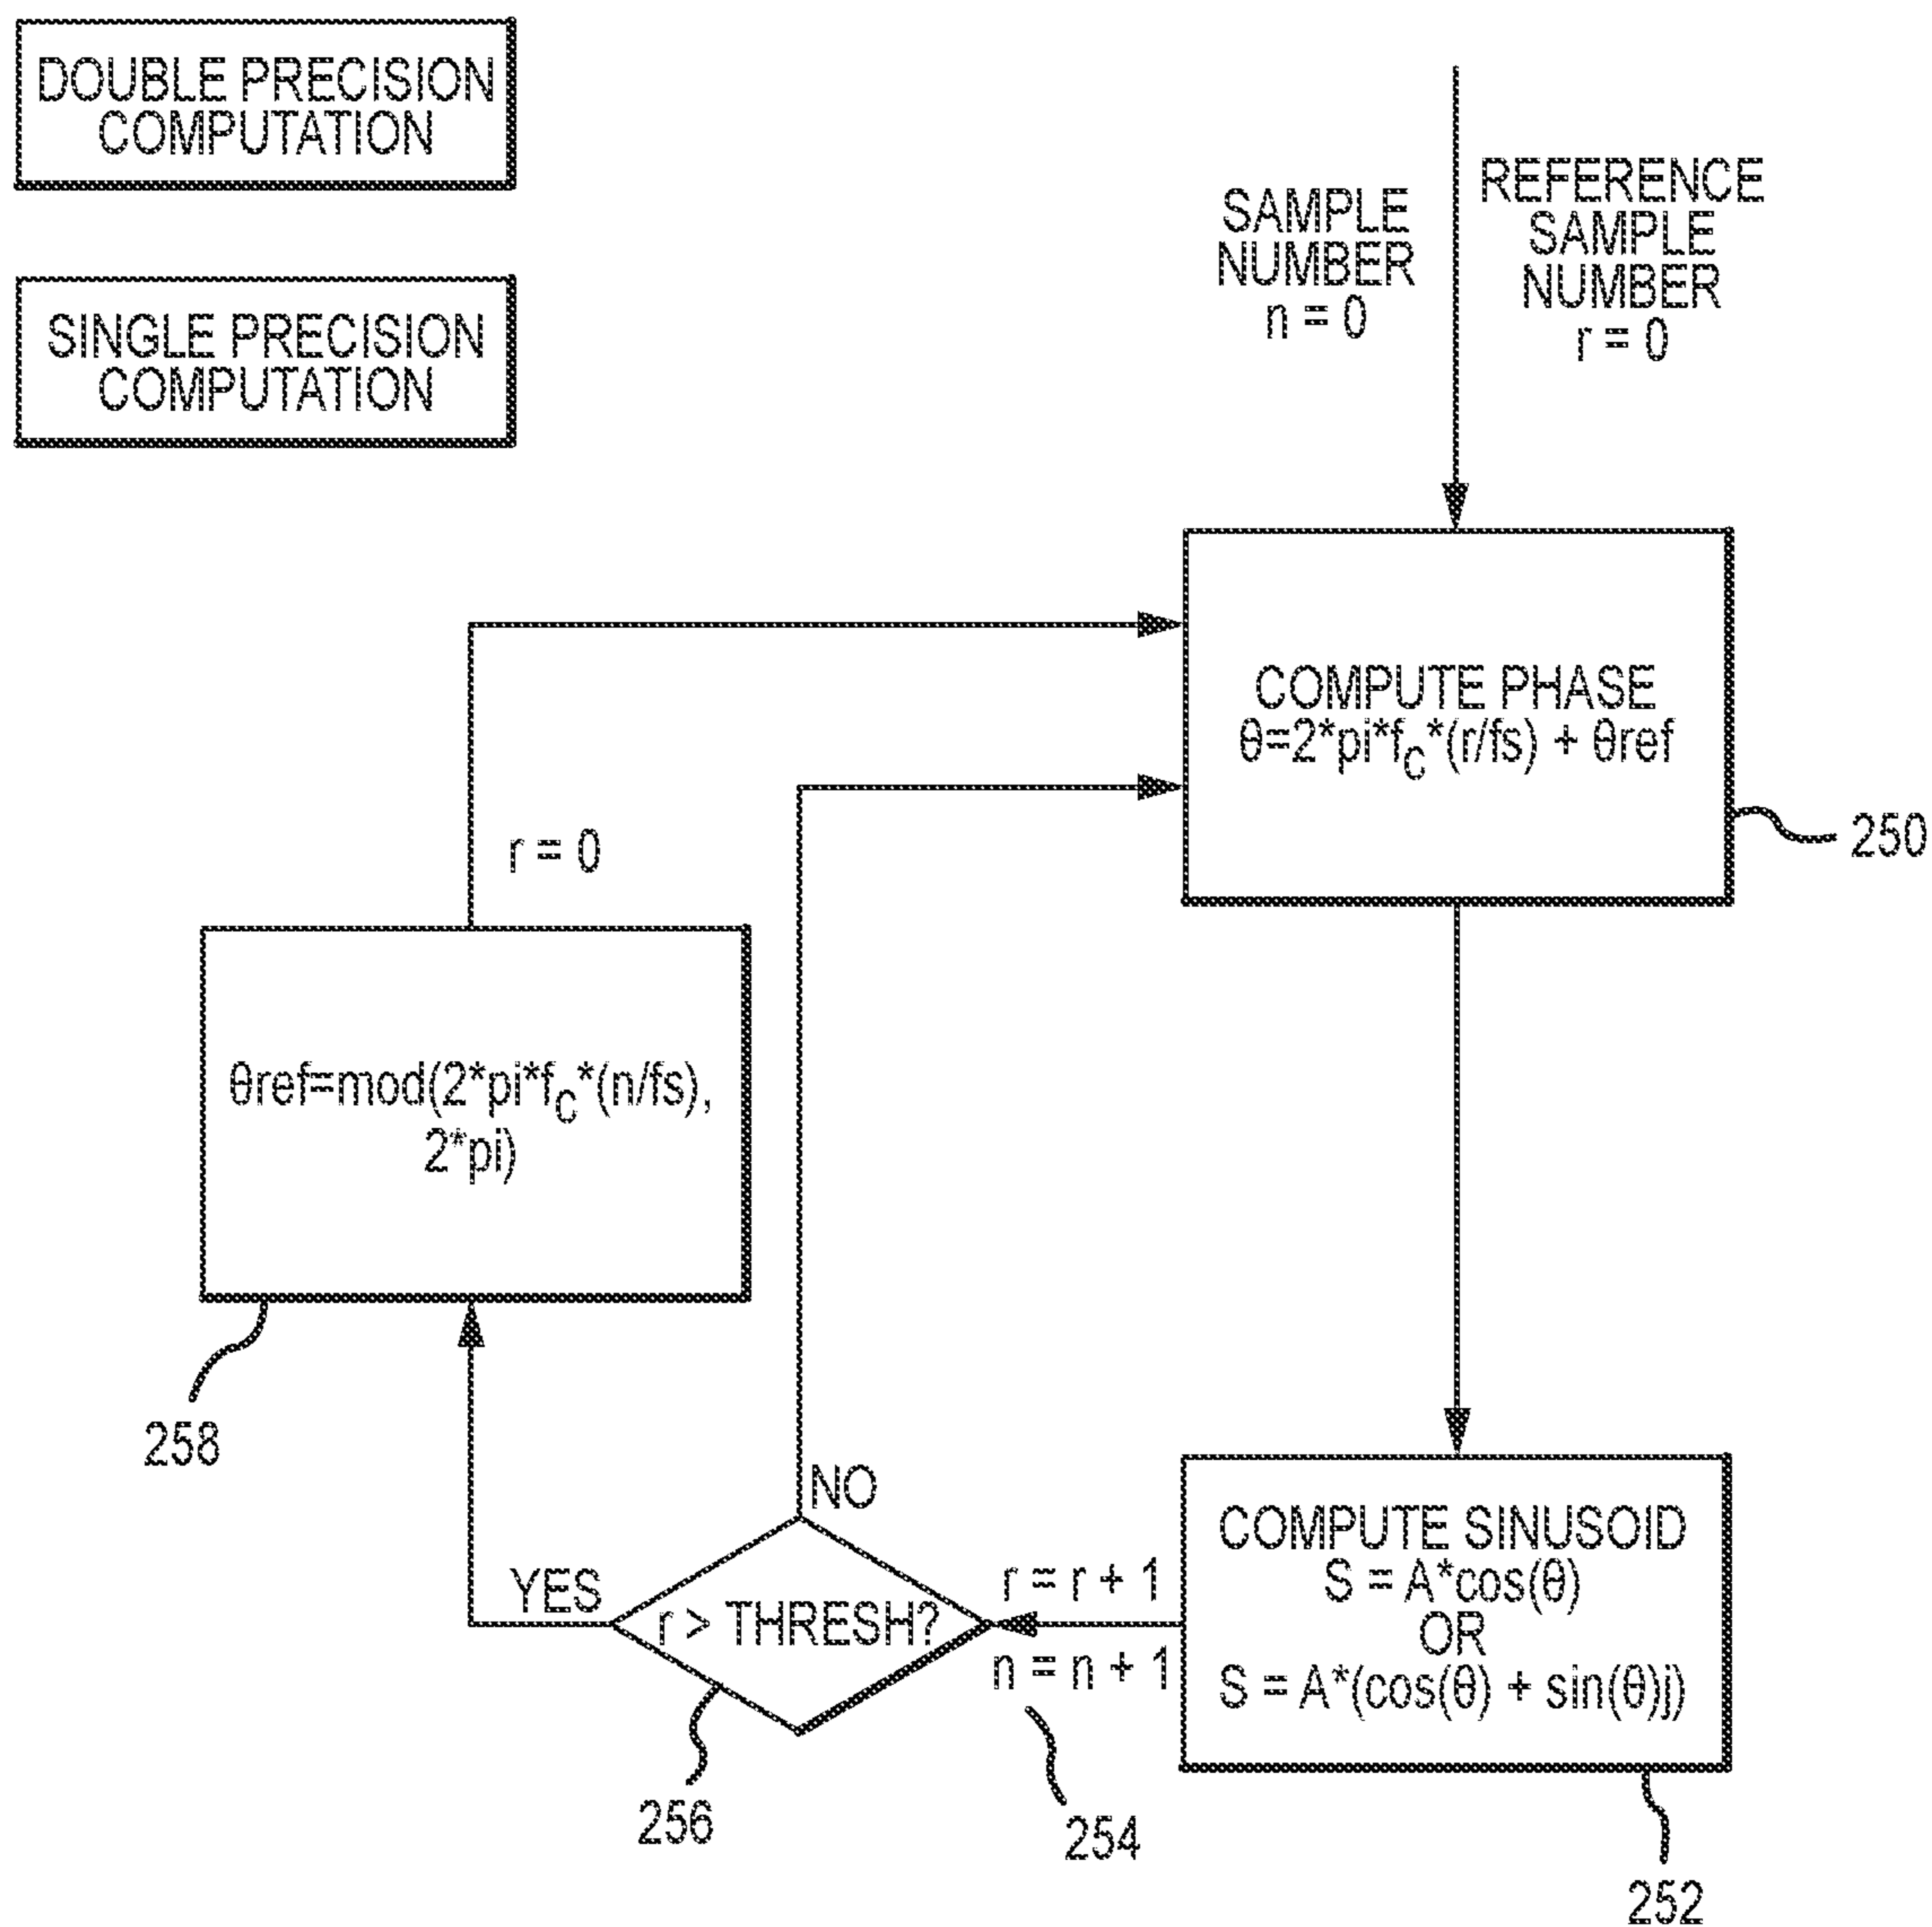 DOUBLE PRECISION
COMPUTATION
SINGLE PRECISION
COMPUTATION
SAMPLE
NUMBER
n = 0
REFERENCE
SAMPLE
NUMBER
r = 0
COMPUTE PHASE
θ=2*pi*f_C*(r/fs) + θref
250
r = 0
θref=mod(2*pi*f_C*(n/fs),
2*pi)
258
NO
YES
r > THRESH?
256
r = r + 1
n = n + 1
254
COMPUTE SINUSOID
S = A*cos(θ)
OR
S = A*(cos(θ) + sin(θ)j)
252